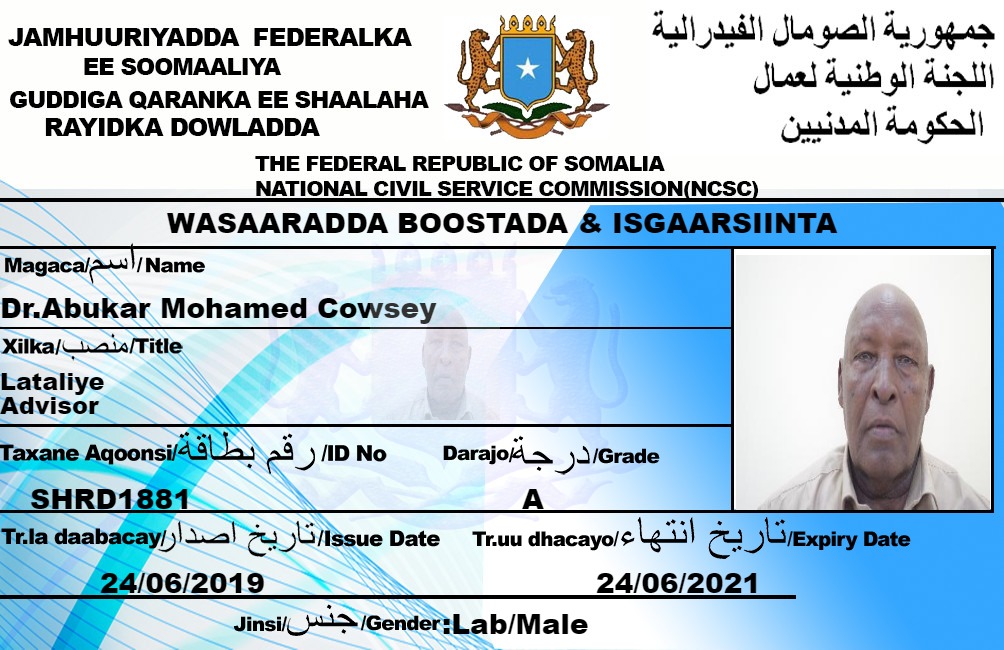 JAMHUURIYADDA FEDERALKA
EE SOOMAALIYA
GUDDIGA QARANKA EE SHAALAHA
RAYIDKA DOWLADDA
جمهورية الصومال الفيدرالية
اللجنة الوطنية لعمال
الحكومة المدنيين
THE FEDERAL REPUBLIC OF SOMALIA
NATIONAL CIVIL SERVICE COMMISSION(NCSC)
WASAARADDA BOOSTADA & ISGAARSIINTA
Magaca/اسم/Name
Dr.Abukar Mohamed Cowsey
Xilka/منصب/Title
Lataliye
Advisor
Taxane Aqoonsi/رقم بطاقة/ID No
Darajo/درجة/Grade
SHRD1881
A
Tr.la daabacay/تاريخ اصدار/Issue Date
Tr.uu dhacayo/تاريخ انتهاء/Expiry Date
24/06/2019
24/06/2021
Jinsi/جنس/Gender:Lab/Male